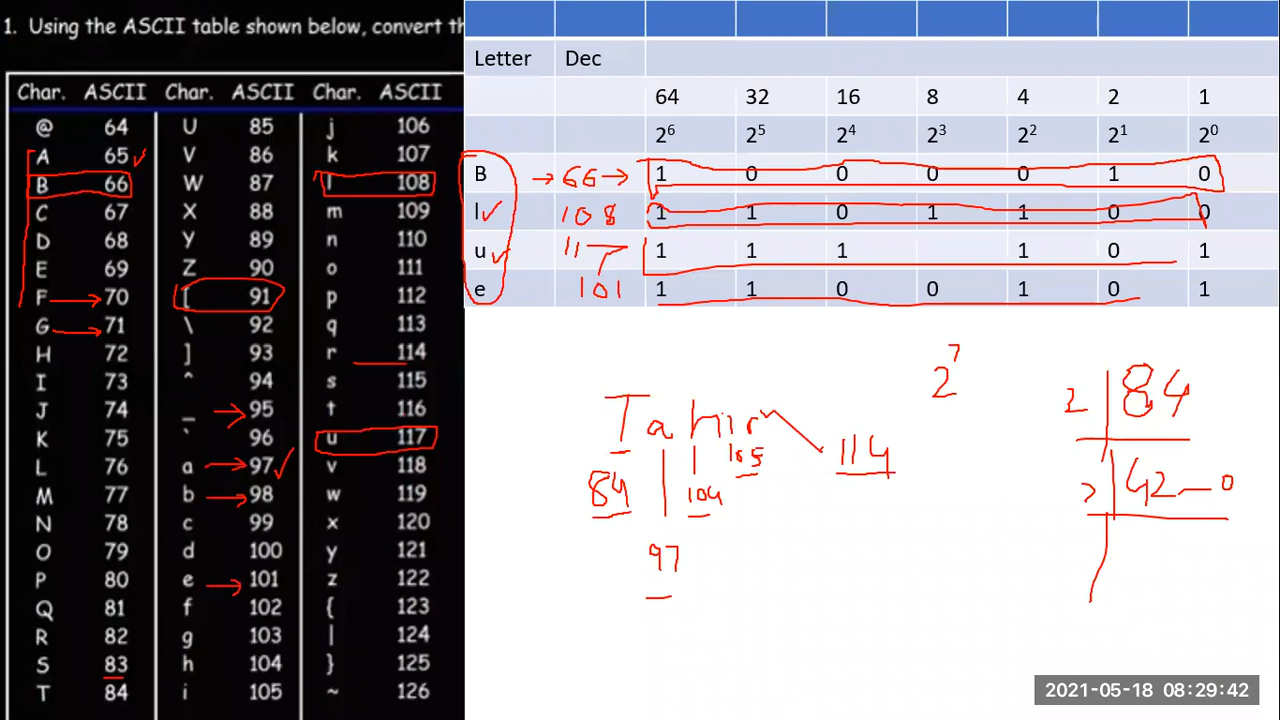 1. Using the ASCII table shown below, convert th
Char. ASCII Char. ASCII Char. ASCII
@ 64 U 85 j 106
A 65 V 86 k 107
B 66 W 87 l 108
C 67 X 88 m 109
D 68 Y 89 n 110
E 69 Z 90 o 111
F 70 [ 91 p 112
G 71 \ 92 q 113
H 72 ] 93 r 114
I 73 ^ 94 s 115
J 74 _ 95 t 116
K 75 ` 96 u 117
L 76 a 97 v 118
M 77 b 98 w 119
N 78 c 99 x 120
O 79 d 100 y 121
P 80 e 101 z 122
Q 81 f 102 { 123
R 82 g 103 | 124
S 83 h 104 } 125
T 84 i 105 ~ 126
Letter Dec
64 32 16 8 4 2 1
2⁶ 2⁵ 2⁴ 2³ 2² 2¹ 2⁰
B 66 1 0 0 0 0 1 0
l 108 1 1 0 1 1 0 0
u 117 1 1 1 1 0 1
e 101 1 1 0 0 1 0 1
2⁷
Tahir
84 97 104 105 114
2 84
2 42 0
2021-05-18 08:29:42